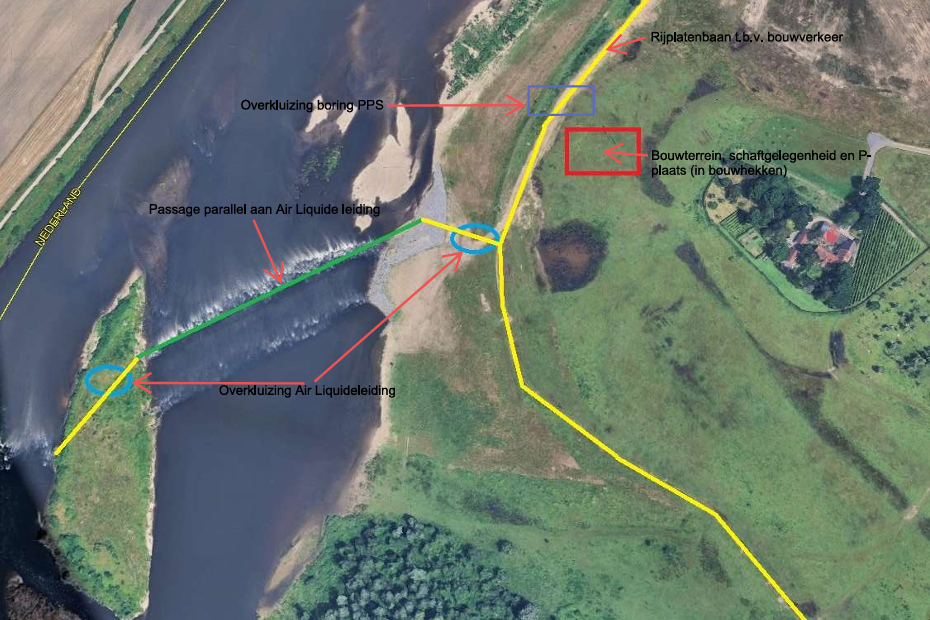 Rijplatenbaan t.b.v. bouwverkeer
Overkluizing boring PPS
Bouwterrein, schaftgelegenheid en P-
plaats (in bouwhekken)
NEDERLAND
Passage parallel aan Air Liquide leiding
Overkluizing Air Liquideleiding